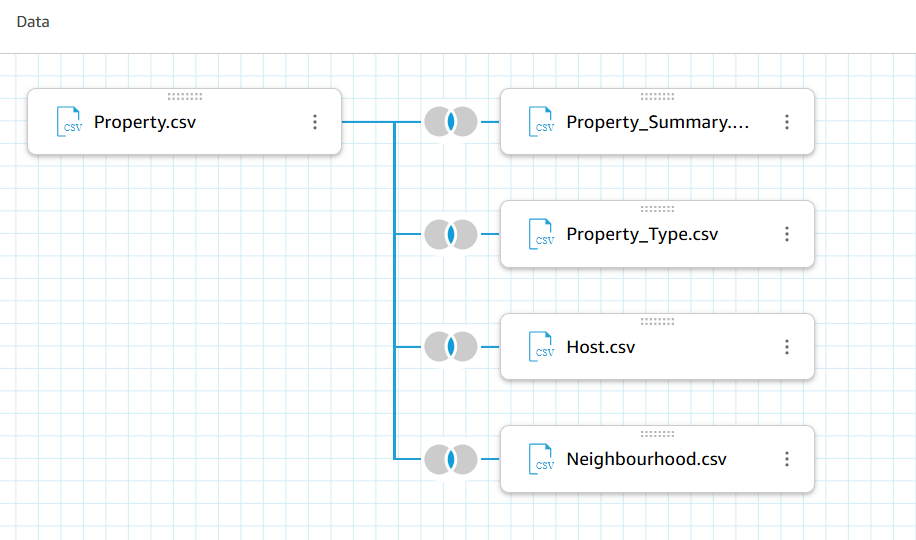 Data
CSV Property.csv
CSV Property_Summary....
CSV Property_Type.csv
CSV Host.csv
CSV Neighbourhood.csv